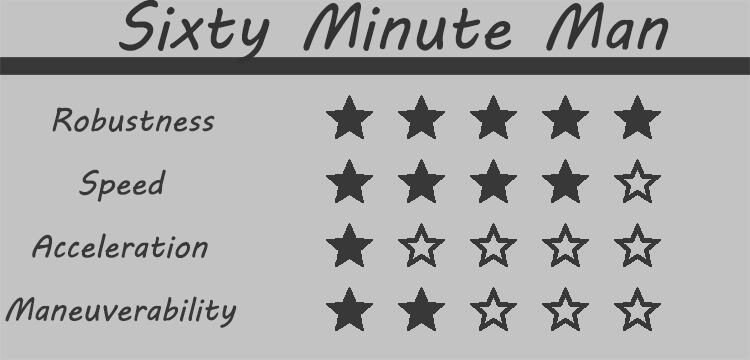 Sixty Minute Man
Robustness
Speed
Acceleration
Maneuverability